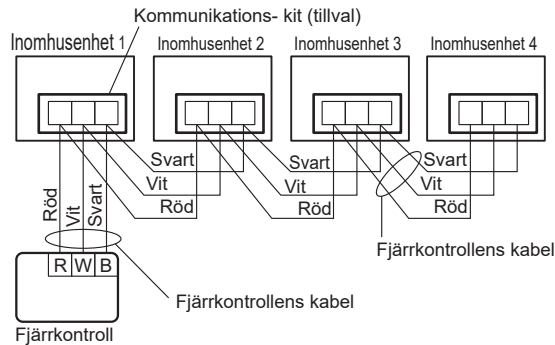 Kommunikations- kit (tillval)
Inomhusenhet 1
Inomhusenhet 2
Inomhusenhet 3
Inomhusenhet 4
Svart
Vit
Röd
Svart
Vit
Röd
Svart
Vit
Röd
Röd
Vit
Svart
Fjärrkontrollens kabel
R W B
Fjärrkontrollens kabel
Fjärrkontroll